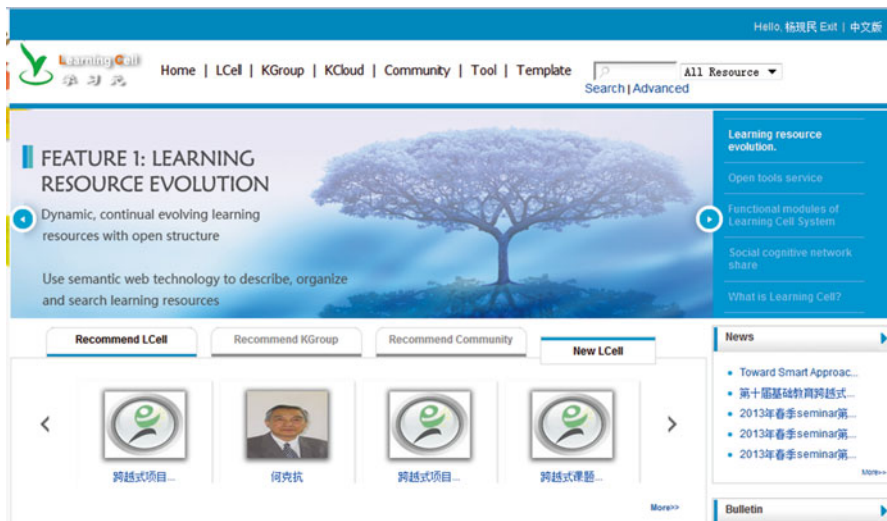 Hello, 杨现民 Exit | 中文版
Learning Cell
学习元
Home | LCell | KGroup | KCloud | Community | Tool | Template
All Resource
Search | Advanced
FEATURE 1: LEARNING
RESOURCE EVOLUTION
Dynamic, continual evolving learning
resources with open structure
Use semantic web technology to describe, organize
and search learning resources
Learning resource
evolution.
Open tools service
Functional modules of
Learning Cell System
Social cognitive network
share
What is Learning Cell?
Recommend LCell
Recommend KGroup
Recommend Community
New LCell
跨越式项目...
何克抗
跨越式项目...
跨越式课题...
More>>
News
Toward Smart Approac...
第十届基础教育跨越式...
2013年春季seminar第...
2013年春季seminar第...
2013年春季seminar第...
More>>
Bulletin